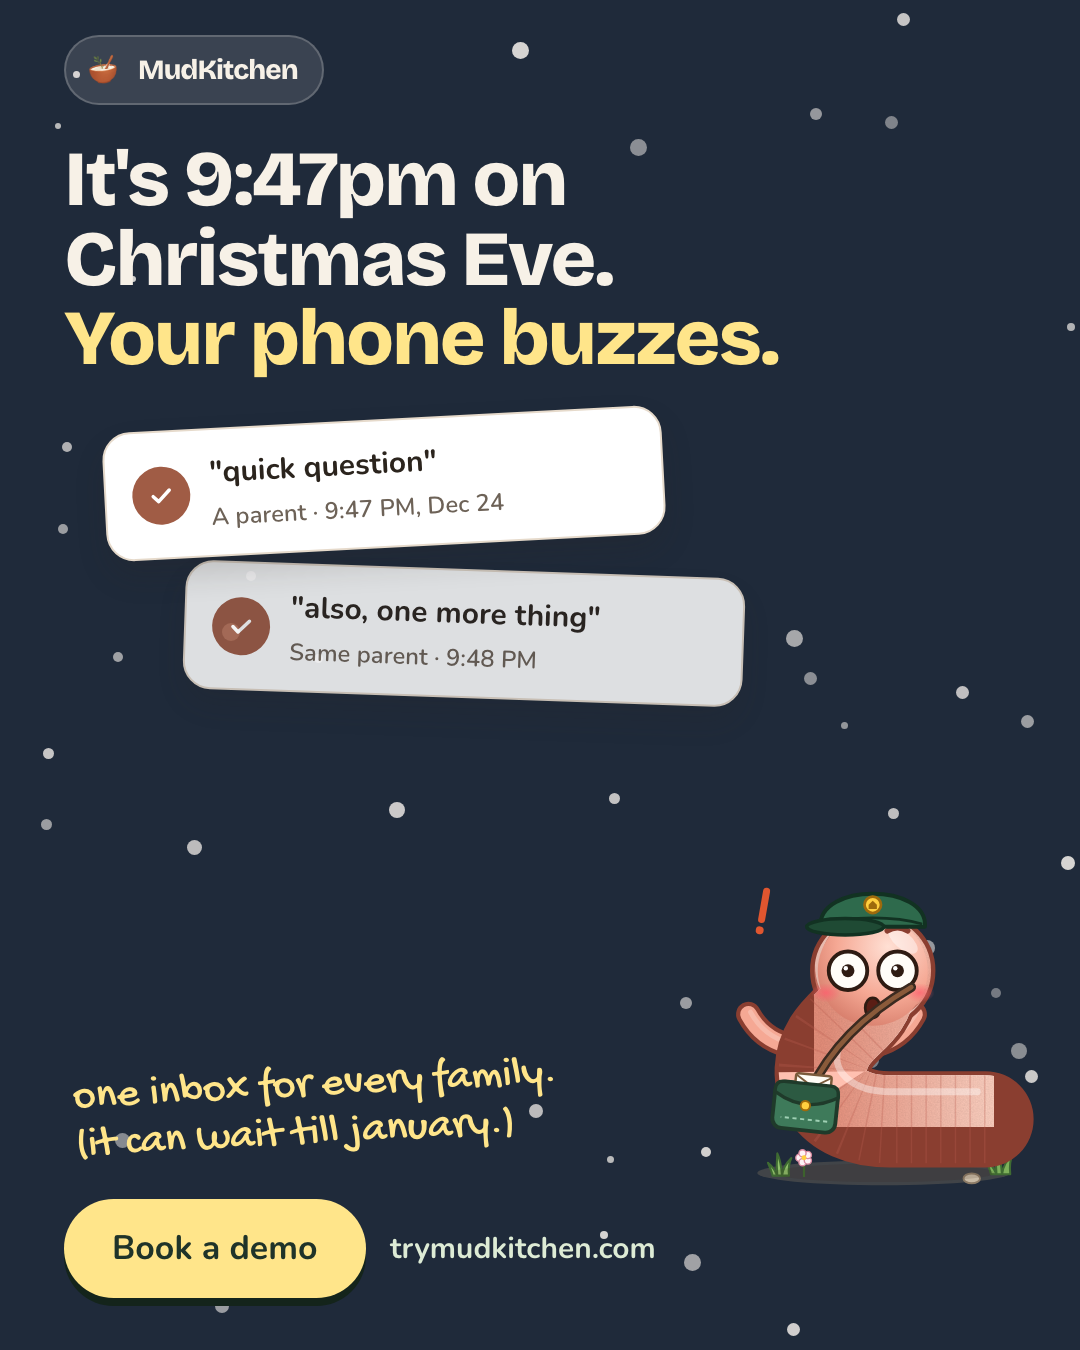 MudKitchen
It's 9:47pm on
Christmas Eve.
Your phone buzzes.
"quick question"
A parent · 9:47 PM, Dec 24
"also, one more thing"
Same parent · 9:48 PM
!
one inbox for every family.
(it can wait till january.)
Book a demo
trymudkitchen.com